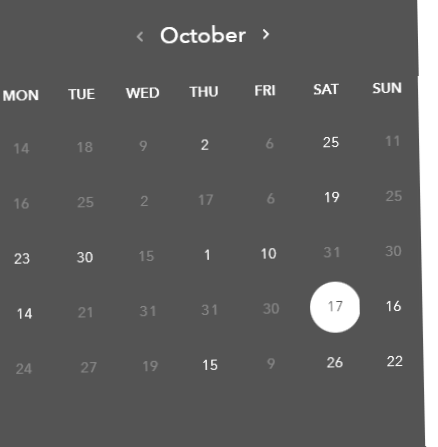 ‹ October ›
MON TUE WED THU FRI SAT SUN
14 18 9 2 6 25 11
16 25 2 17 6 19 25
23 30 15 1 10 31 30
14 21 31 31 30 17 16
24 27 19 15 9 26 22